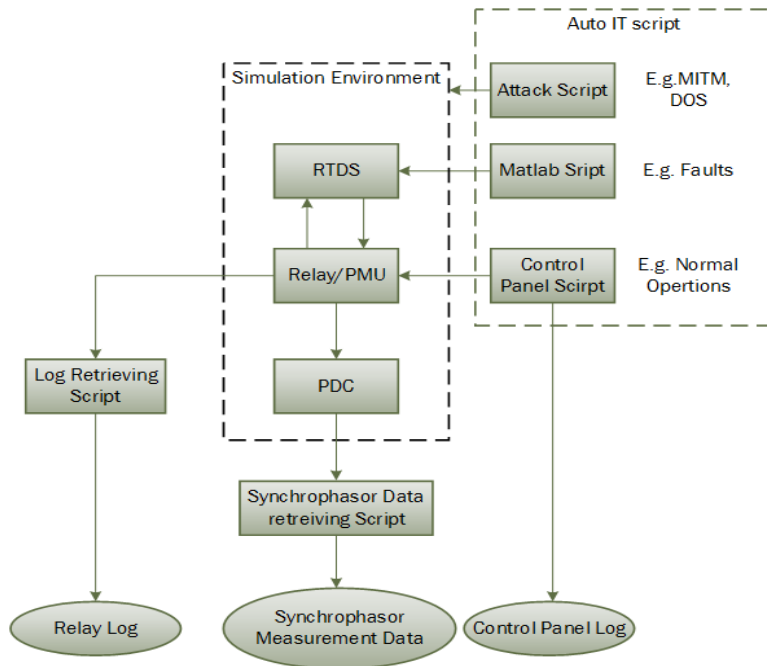 Auto IT script
Simulation Environment
Attack Script
E.g.MITM,
DOS
RTDS
Matlab Sript
E.g. Faults
Relay/PMU
Control
Panel Scirpt
E.g. Normal
Opertions
Log Retrieving
Script
PDC
Synchrophasor Data
retreiving Script
Relay Log
Synchrophasor
Measurement Data
Control Panel Log